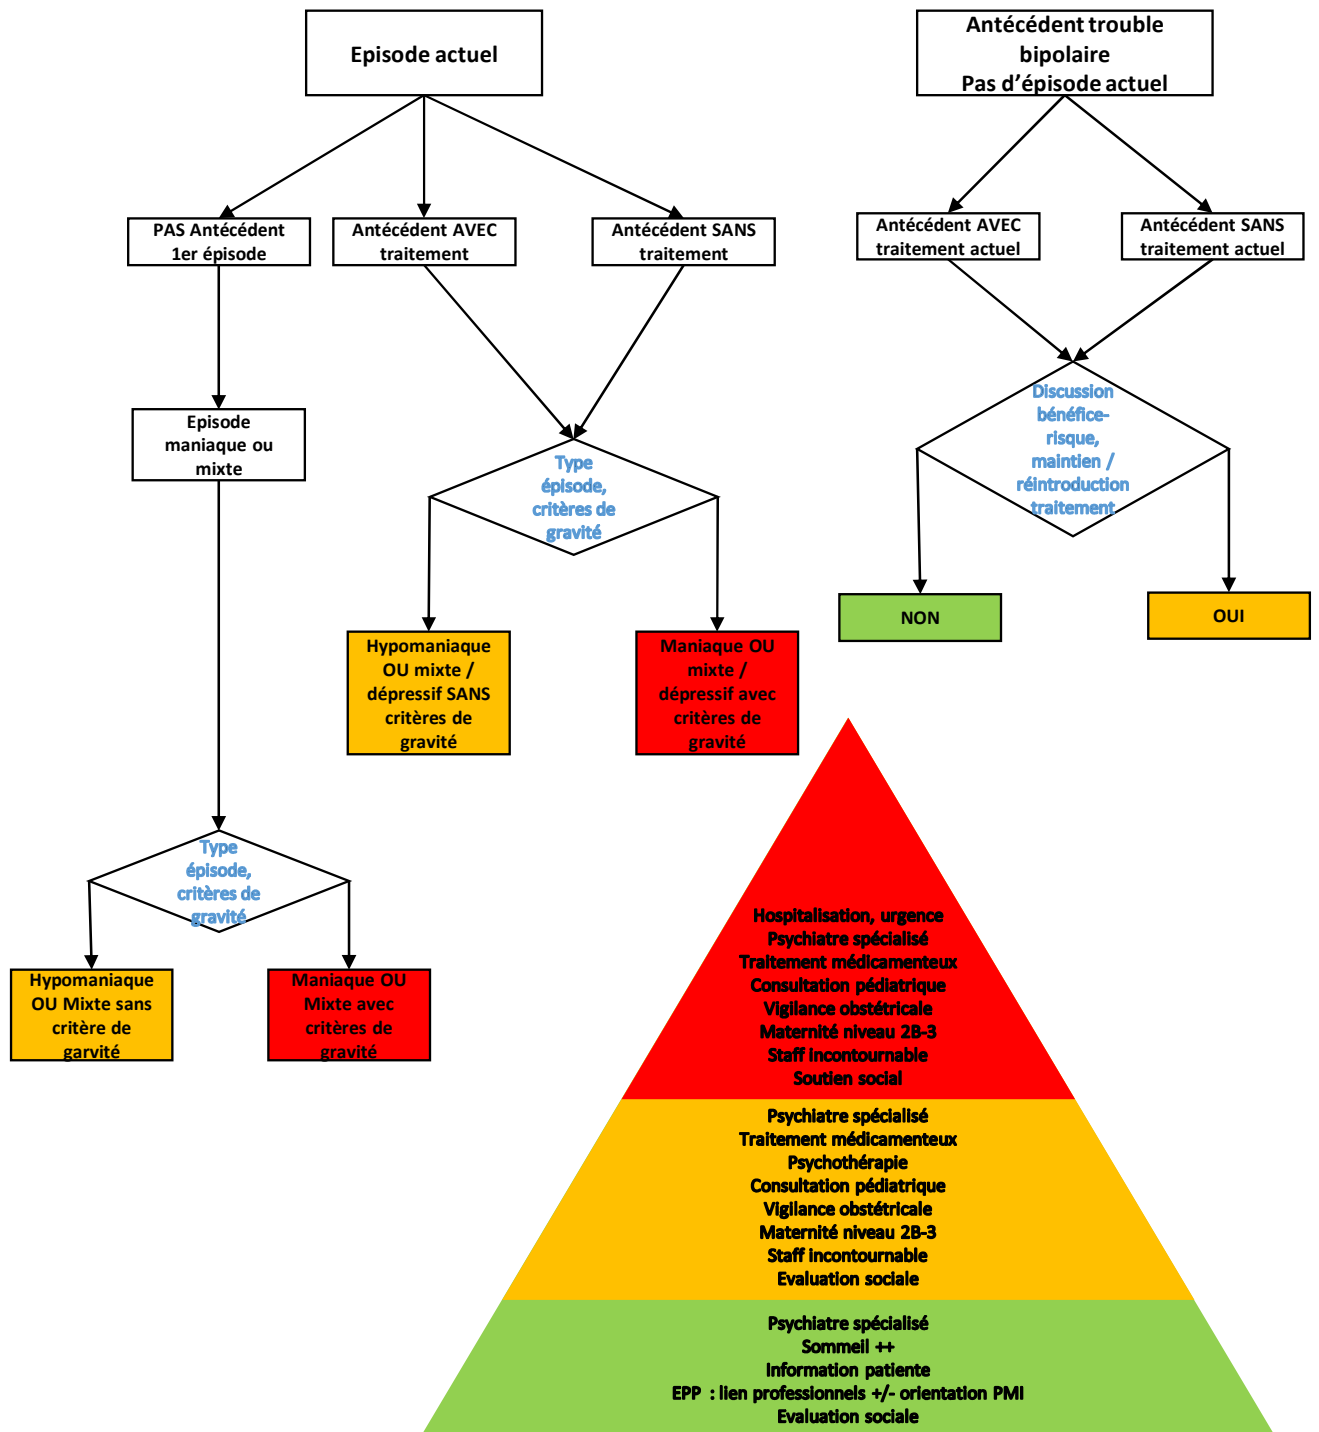 Episode actuel
Antécédent trouble
bipolaire
Pas d'épisode actuel
PAS Antécédent
1er épisode
Antécédent AVEC
traitement
Antécédent SANS
traitement
Antécédent AVEC
traitement actuel
Antécédent SANS
traitement actuel
Episode
maniaque ou
mixte
Type
épisode,
critères de
gravité
Discussion
bénéfice-
risque,
maintien /
réintroduction
traitement
NON
OUI
Hypomaniaque
OU mixte /
dépressif SANS
critères de
gravité
Maniaque OU
mixte /
dépressif avec
critères de
gravité
Type
épisode,
critères de
gravité
Hypomaniaque
OU Mixte sans
critère de
garvité
Maniaque OU
Mixte avec
critères de
gravité
Hospitalisation, urgence
Psychiatre spécialisé
Traitement médicamenteux
Consultation pédiatrique
Vigilance obstétricale
Maternité niveau 2B-3
Staff incontournable
Soutien social
Psychiatre spécialisé
Traitement médicamenteux
Psychothérapie
Consultation pédiatrique
Vigilance obstétricale
Maternité niveau 2B-3
Staff incontournable
Evaluation sociale
Psychiatre spécialisé
Sommeil ++
Information patiente
EPP : lien professionnels +/- orientation PMI
Evaluation sociale